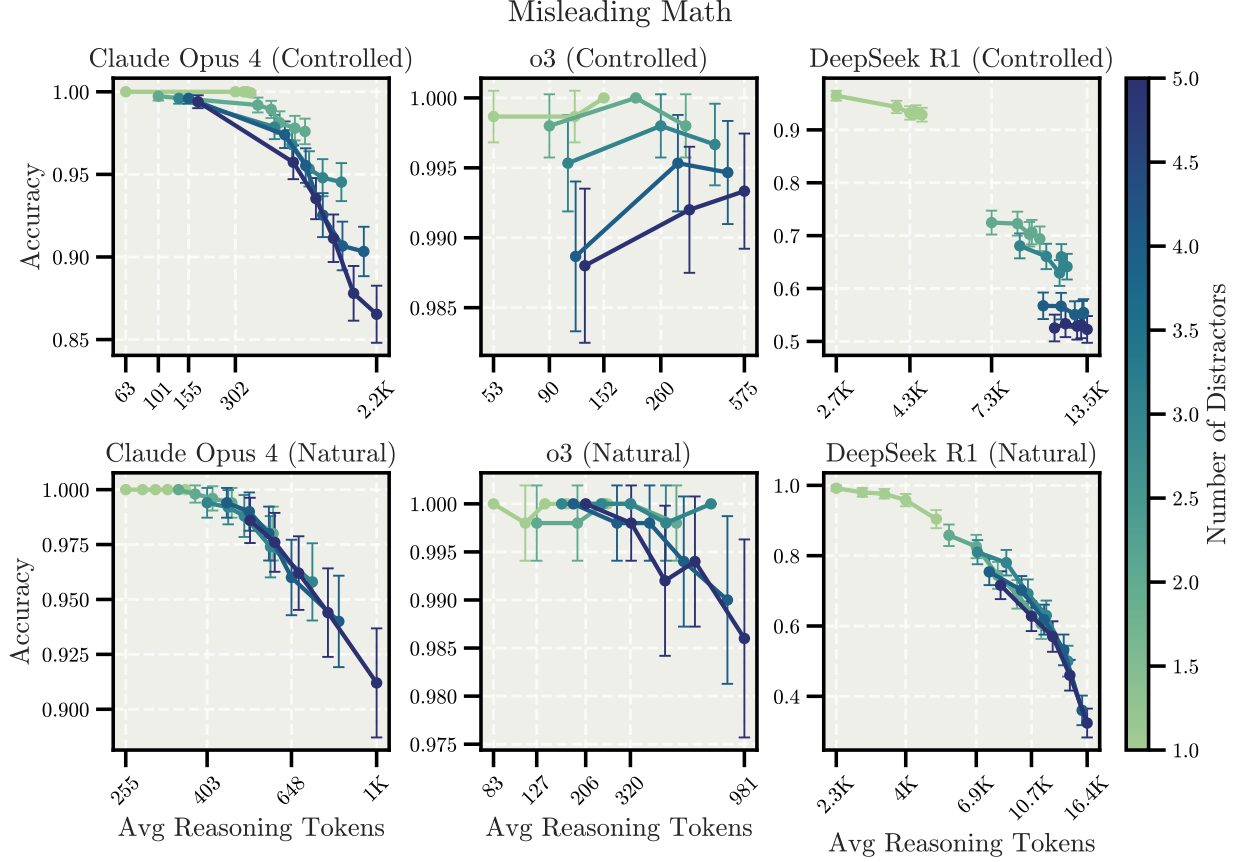 Misleading Math
Claude Opus 4 (Controlled)
o3 (Controlled)
DeepSeek R1 (Controlled)
Accuracy
1.00
0.95
0.90
0.85
63
101
155
302
2.2K
1.000
0.995
0.990
0.985
53
90
152
260
575
0.9
0.8
0.7
0.6
0.5
2.7K
4.3K
7.3K
13.5K
Claude Opus 4 (Natural)
o3 (Natural)
DeepSeek R1 (Natural)
Accuracy
1.000
0.975
0.950
0.925
0.900
255
403
648
1K
Avg Reasoning Tokens
1.000
0.995
0.990
0.985
0.980
0.975
83
127
206
320
981
Avg Reasoning Tokens
1.0
0.8
0.6
0.4
2.3K
4K
6.9K
10.7K
16.4K
Avg Reasoning Tokens
5.0
4.5
4.0
3.5
3.0
2.5
2.0
1.5
1.0
Number of Distractors